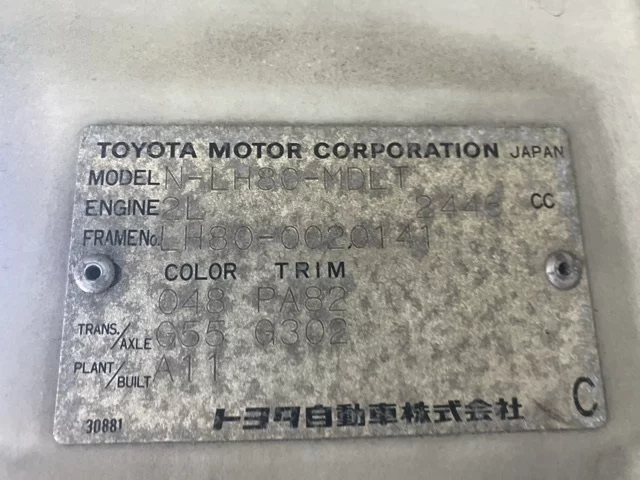 TOYOTA MOTOR CORPORATION JAPAN
MODEL N-LH80-MDLT
ENGINE 2L 2446 CC
FRAME No. LH80-0020141
COLOR TRIM
048 PA82
TRANS./AXLE G55 G302
PLANT/BUILT A11
30881 トヨタ自動車株式会社 C